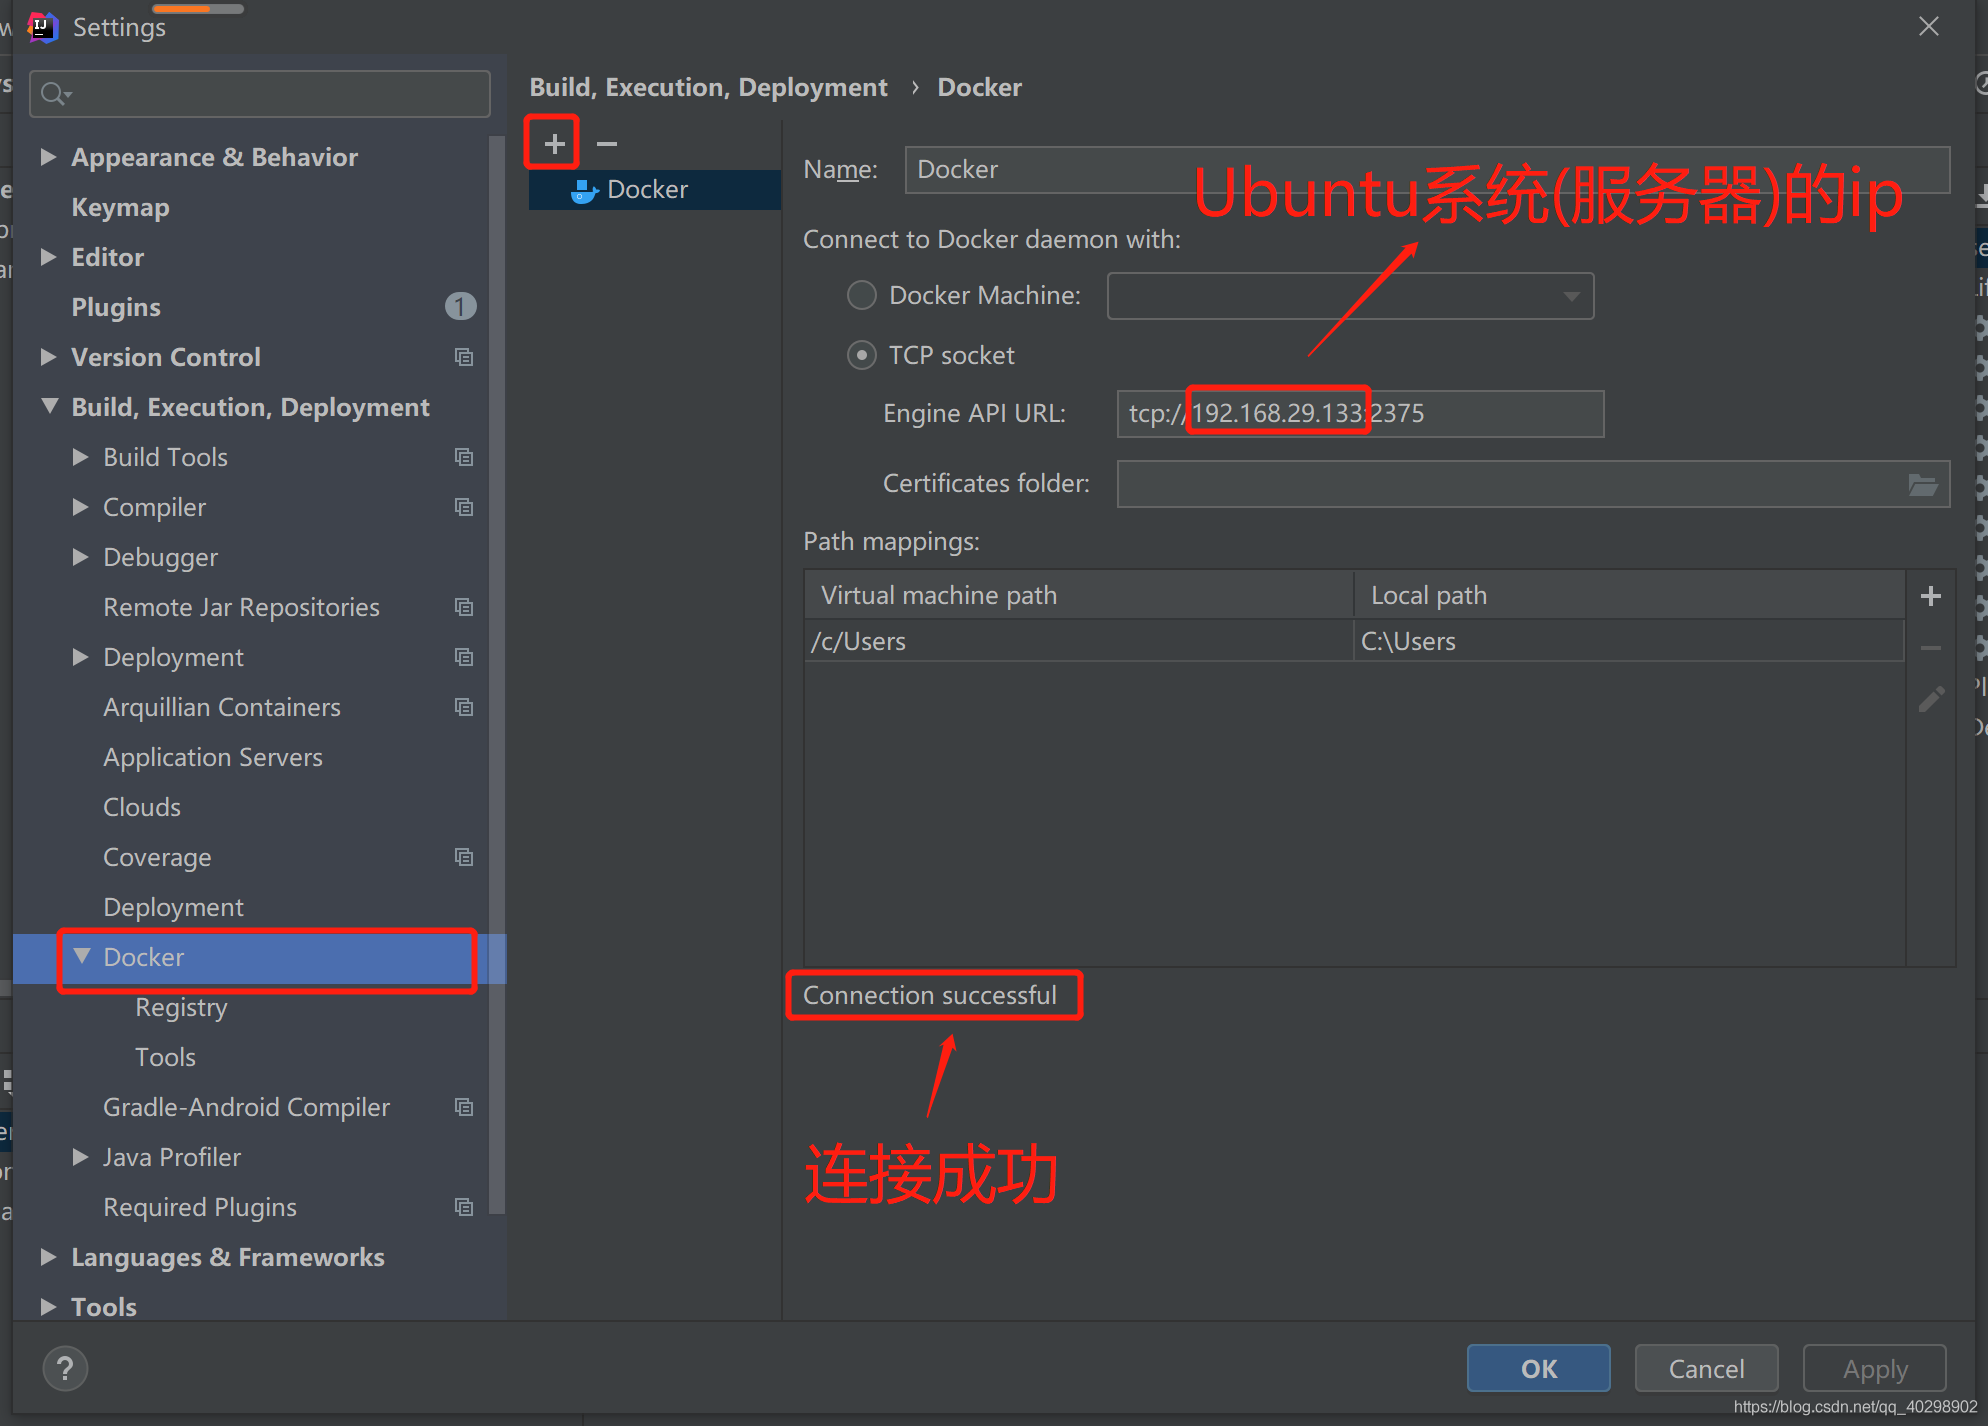 Settings
Appearance & Behavior
Keymap
Editor
Plugins 1
Version Control
Build, Execution, Deployment
Build Tools
Compiler
Debugger
Remote Jar Repositories
Deployment
Arquillian Containers
Application Servers
Clouds
Coverage
Deployment
Docker
Registry
Tools
Gradle-Android Compiler
Java Profiler
Required Plugins
Languages & Frameworks
Tools
Build, Execution, Deployment › Docker
Docker
Name: Docker
Ubuntu系统(服务器)的ip
Connect to Docker daemon with:
Docker Machine:
TCP socket
Engine API URL: tcp://192.168.29.133:2375
Certificates folder:
Path mappings:
Virtual machine path Local path
/c/Users C:\Users
Connection successful
连接成功
? OK Cancel Apply
https://blog.csdn.net/qq_40298902